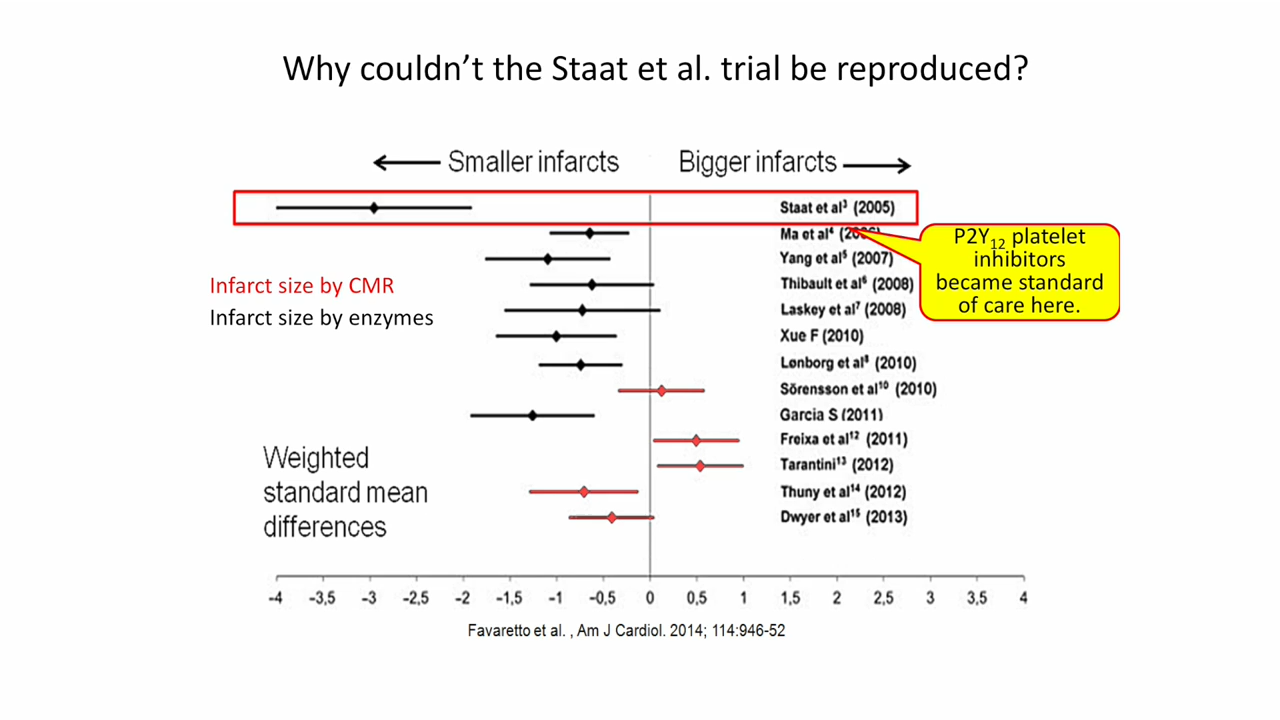 Why couldn’t the Staat et al. trial be reproduced?
Smaller infarcts
Bigger infarcts
Staat et al³ (2005)
Ma et al⁴
P2Y₁₂ platelet
inhibitors
became standard
of care here.
Yang et al⁵ (2007)
Infarct size by CMR
Thibault et al⁶ (2008)
Infarct size by enzymes
Laskey et al⁷ (2008)
Xue F (2010)
Lønborg et al⁸ (2010)
Sörensson et al¹⁰ (2010)
Garcia S (2011)
Freixa et al¹² (2011)
Weighted
standard mean
differences
Tarantini¹³ (2012)
Thuny et al¹⁴ (2012)
Dwyer et al¹⁵ (2013)
-4 -3,5 -3 -2,5 -2 -1,5 -1 -0,5 0 0,5 1 1,5 2 2,5 3 3,5 4
Favaretto et al. , Am J Cardiol. 2014; 114:946-52